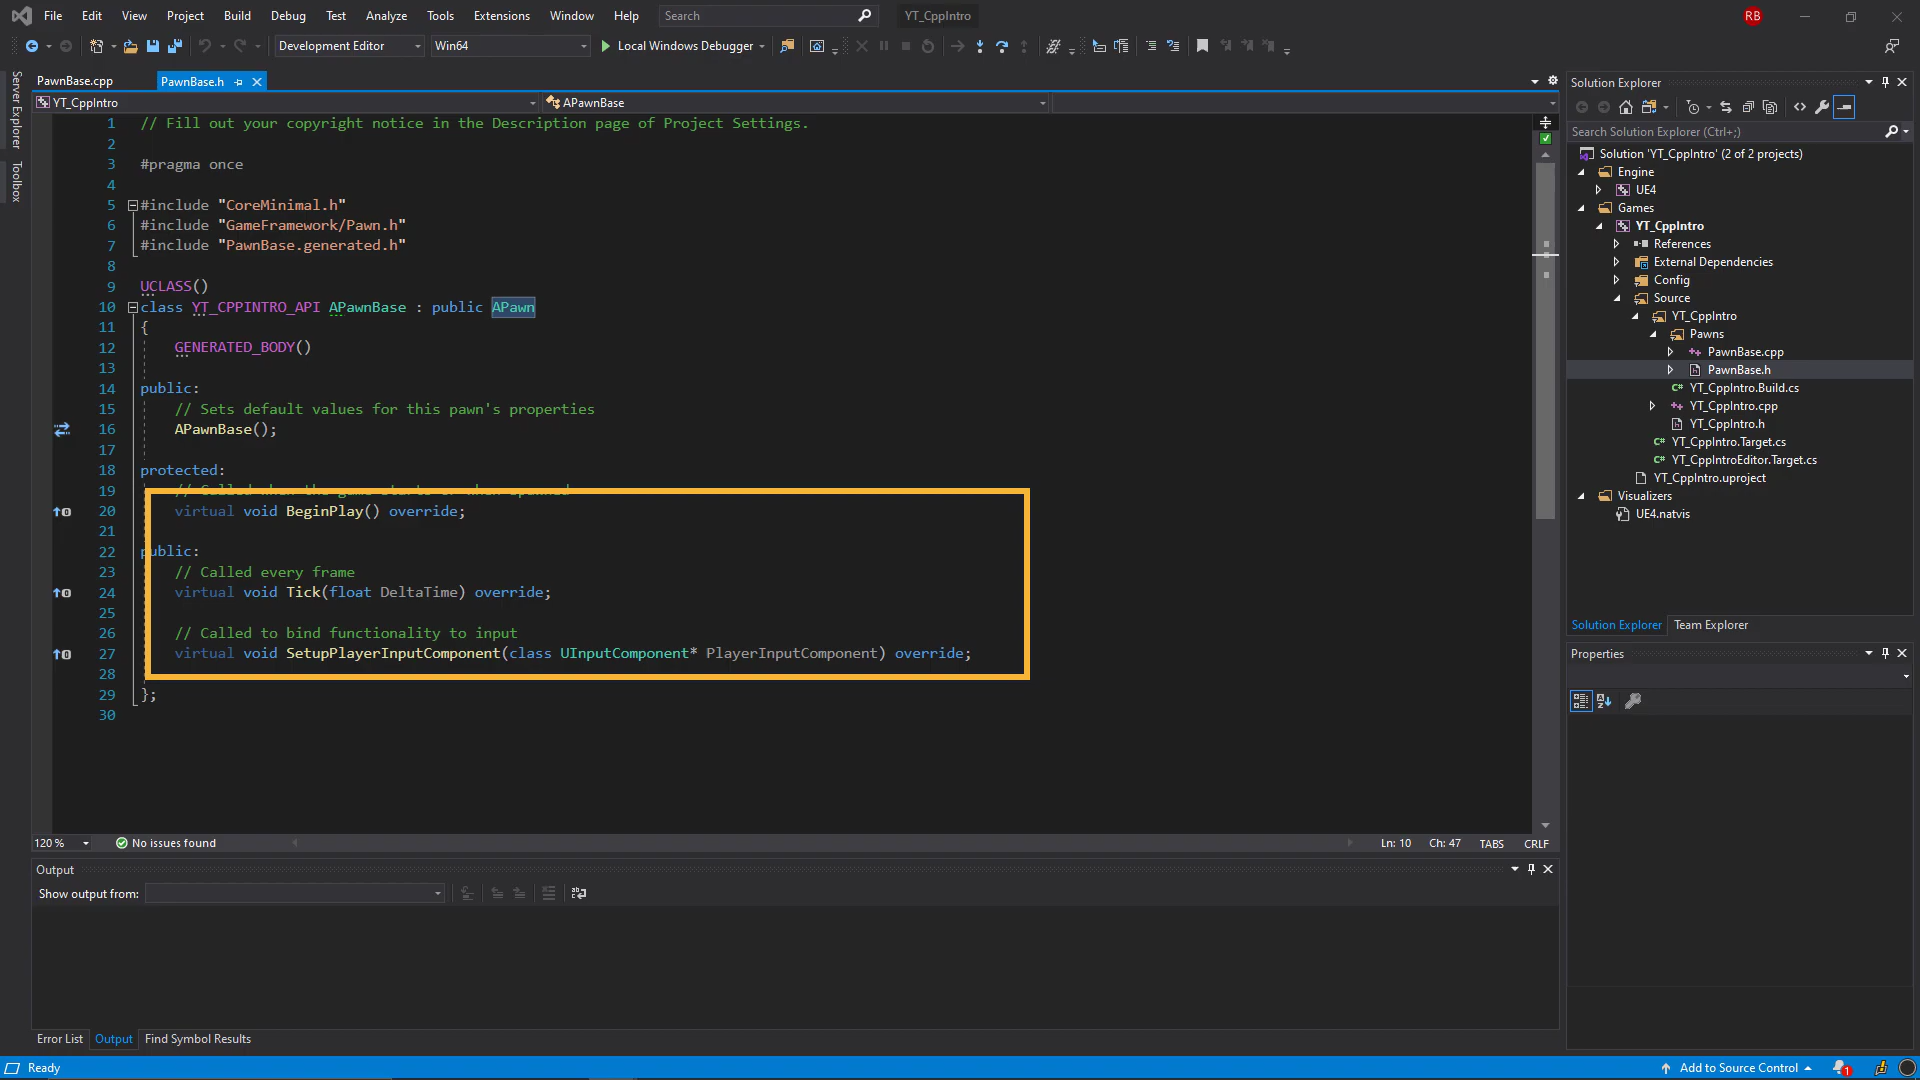 File Edit View Project Build Debug Test Analyze Tools Extensions Window Help Search YT_CppIntro RB
Development Editor Win64 Local Windows Debugger
Server Explorer
Toolbox
PawnBase.cpp PawnBase.h
YT_CppIntro APawnBase
1 // Fill out your copyright notice in the Description page of Project Settings.
2
3 #pragma once
4
5 #include "CoreMinimal.h"
6 #include "GameFramework/Pawn.h"
7 #include "PawnBase.generated.h"
8
9 UCLASS()
10 class YT_CPPINTRO_API APawnBase : public APawn
11 {
12 GENERATED_BODY()
13
14 public:
15 // Sets default values for this pawn's properties
16 APawnBase();
17
18 protected:
19 // Called when the game starts or when spawned
20 virtual void BeginPlay() override;
21
22 public:
23 // Called every frame
24 virtual void Tick(float DeltaTime) override;
25
26 // Called to bind functionality to input
27 virtual void SetupPlayerInputComponent(class UInputComponent* PlayerInputComponent) override;
28
29 };
30
120 % No issues found Ln: 10 Ch: 47 TABS CRLF
Output
Show output from:
Error List Output Find Symbol Results
Ready
Solution Explorer
Search Solution Explorer (Ctrl+;)
Solution 'YT_CppIntro' (2 of 2 projects)
Engine
UE4
Games
YT_CppIntro
References
External Dependencies
Config
Source
YT_CppIntro
Pawns
PawnBase.cpp
PawnBase.h
YT_CppIntro.Build.cs
YT_CppIntro.cpp
YT_CppIntro.h
YT_CppIntro.Target.cs
YT_CppIntroEditor.Target.cs
YT_CppIntro.uproject
Visualizers
UE4.natvis
Solution Explorer Team Explorer
Properties
Add to Source Control 1